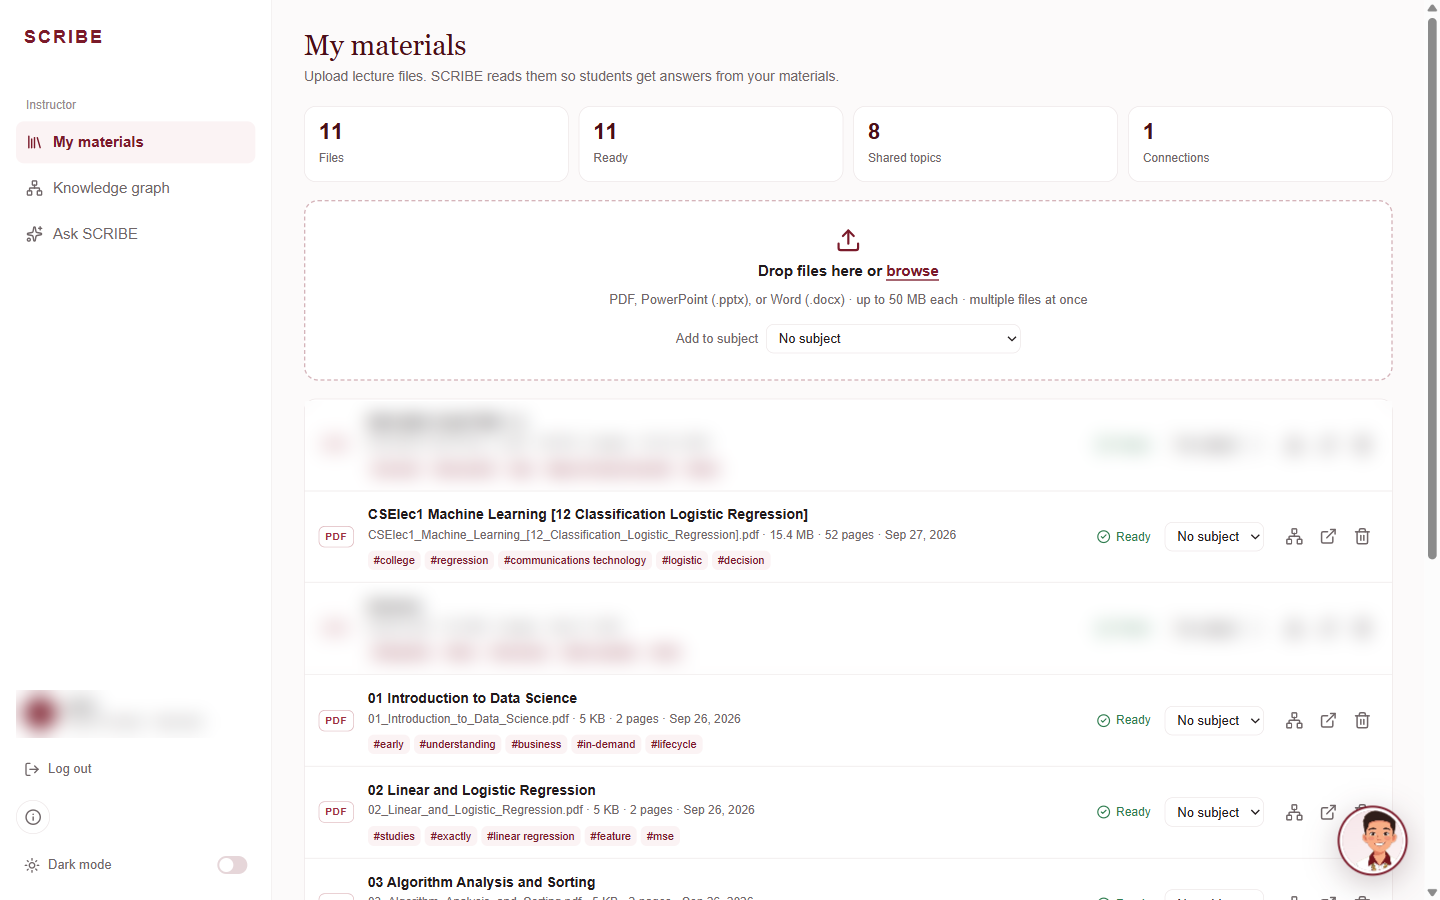 SCRIBE
Instructor
My materials
Knowledge graph
Ask SCRIBE
Log out
Dark mode
My materials
Upload lecture files. SCRIBE reads them so students get answers from your materials.
11
Files
11
Ready
8
Shared topics
1
Connections
Drop files here or browse
PDF, PowerPoint (.pptx), or Word (.docx) · up to 50 MB each · multiple files at once
Add to subject No subject
CSElec1 Machine Learning [12 Classification Logistic Regression]
PDF CSElec1_Machine_Learning_[12_Classification_Logistic_Regression].pdf · 15.4 MB · 52 pages · Sep 27, 2026 Ready No subject
#college #regression #communications technology #logistic #decision
01 Introduction to Data Science
PDF 01_Introduction_to_Data_Science.pdf · 5 KB · 2 pages · Sep 26, 2026 Ready No subject
#early #understanding #business #in-demand #lifecycle
02 Linear and Logistic Regression
PDF 02_Linear_and_Logistic_Regression.pdf · 5 KB · 2 pages · Sep 26, 2026 Ready No subject
#studies #exactly #linear regression #feature #mse
03 Algorithm Analysis and Sorting